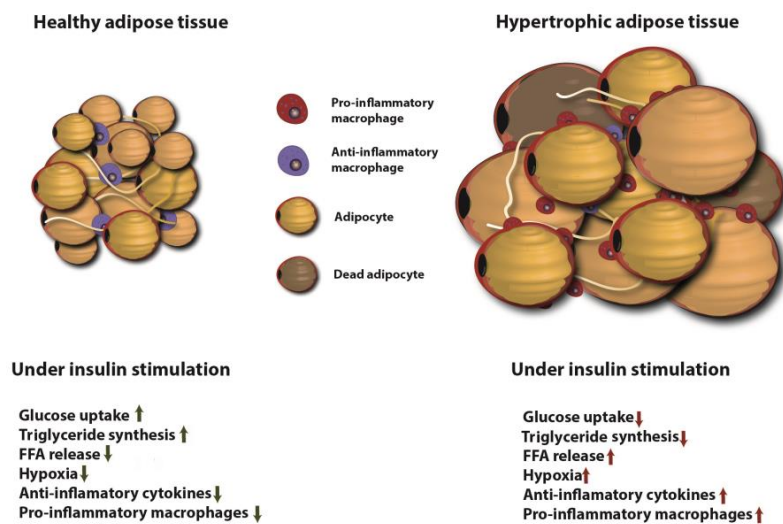 Healthy adipose tissue
Hypertrophic adipose tissue
Pro-inflammatory
macrophage
Anti-inflammatory
macrophage
Adipocyte
Dead adipocyte
Under insulin stimulation
Glucose uptake ↑
Triglyceride synthesis ↑
FFA release ↓
Hypoxia ↓
Anti-inflamatory cytokines ↓
Pro-inflammatory macrophages ↓
Under insulin stimulation
Glucose uptake ↓
Triglyceride synthesis ↓
FFA release ↑
Hypoxia ↑
Anti-inflamatory cytokines ↑
Pro-inflammatory macrophages ↑